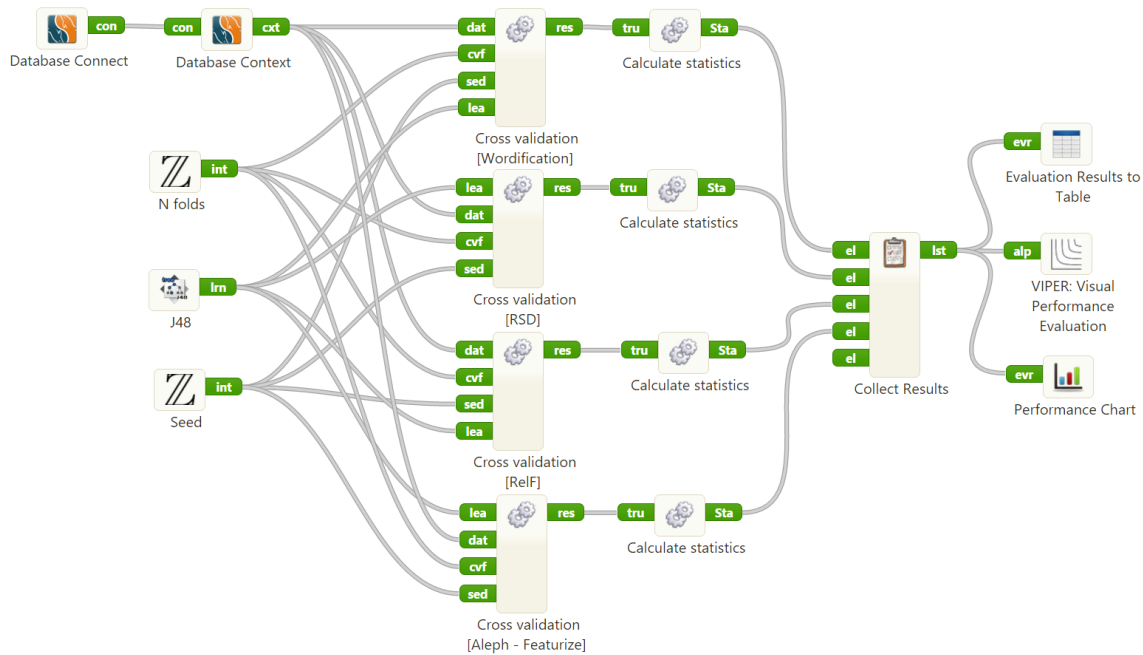 con
Database Connect
con
cxt
Database Context
int
N folds
lrn
J48
int
Seed
dat
cvf
sed
lea
res
Cross validation
[Wordification]
lea
dat
cvf
sed
res
Cross validation
[RSD]
dat
cvf
sed
lea
res
Cross validation
[RelF]
lea
dat
cvf
sed
res
Cross validation
[Aleph - Featurize]
tru
Sta
Calculate statistics
tru
Sta
Calculate statistics
tru
Sta
Calculate statistics
tru
Sta
Calculate statistics
el
el
el
el
el
lst
Collect Results
evr
Evaluation Results to
Table
alp
VIPER: Visual
Performance
Evaluation
evr
Performance Chart